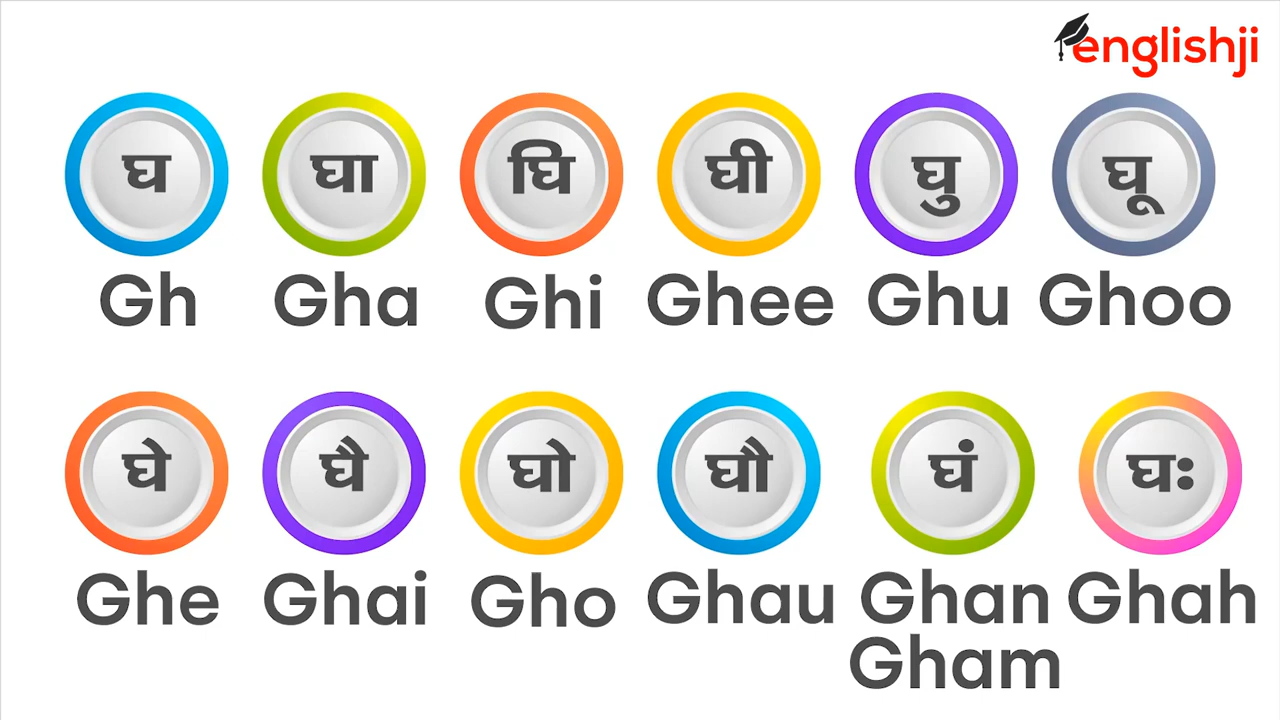 englishji
घ घा घि घी घु घू
Gh Gha Ghi Ghee Ghu Ghoo
घे घै घो घौ घं घः
Ghe Ghai Gho Ghau Ghan Ghah
Gham